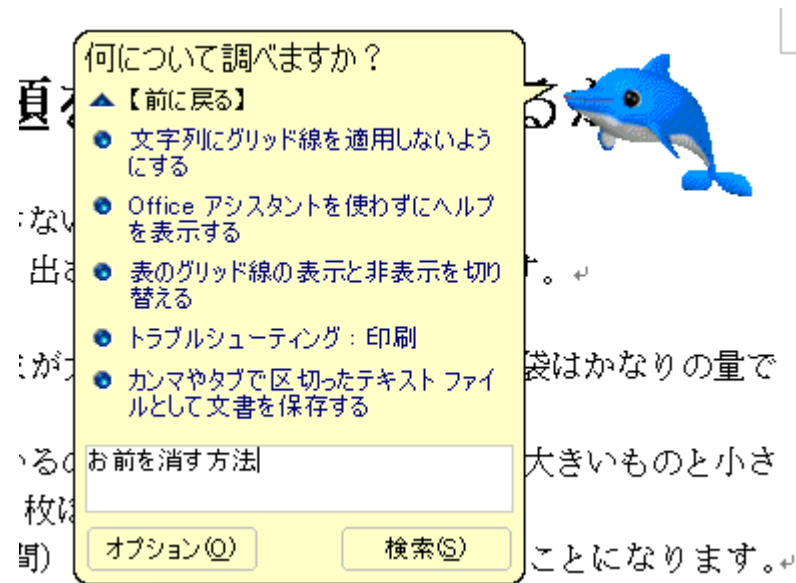 何について調べますか？
【前に戻る】
文字列にグリッド線を適用しないよう
にする
Office アシスタントを使わずにヘルプ
を表示する
表のグリッド線の表示と非表示を切り
替える
トラブルシューティング : 印刷
カンマやタブで区切ったテキスト ファイ
ルとして文書を保存する
お前を消す方法
オプション(O)
検索(S)
す。
袋はかなりの量で
大きいものと小さ
枚は
間)
ことになります。